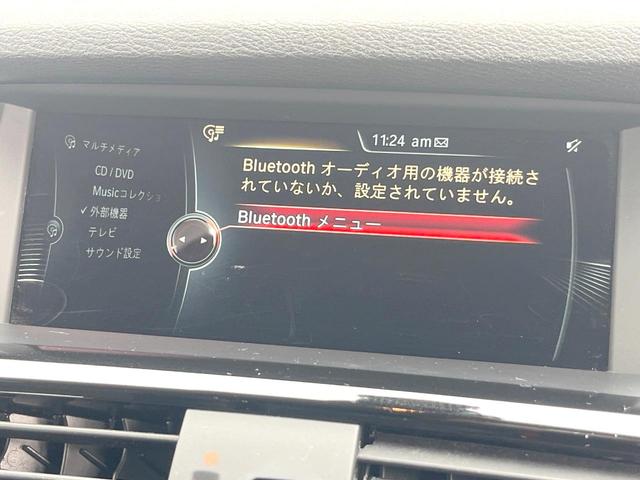 11:24 am
マルチメディア
CD / DVD
Musicコレクショ
外部機器
テレビ
サウンド設定
Bluetooth オーディオ用の機器が接続さ
れていないか、設定されていません。
Bluetooth メニュー